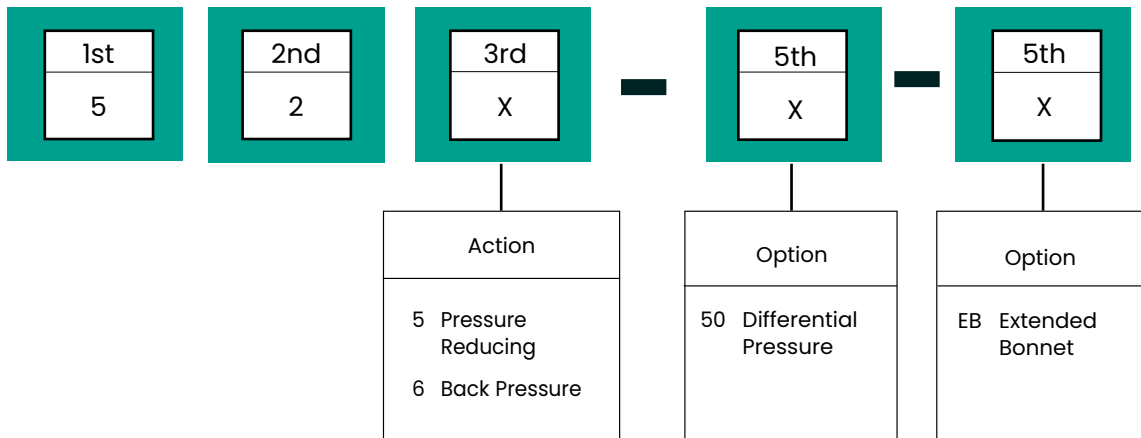 1st
5
2nd
2
3rd
X
5th
X
5th
X
Action
5 Pressure
Reducing
6 Back Pressure
Option
50 Differential
Pressure
Option
EB Extended
Bonnet